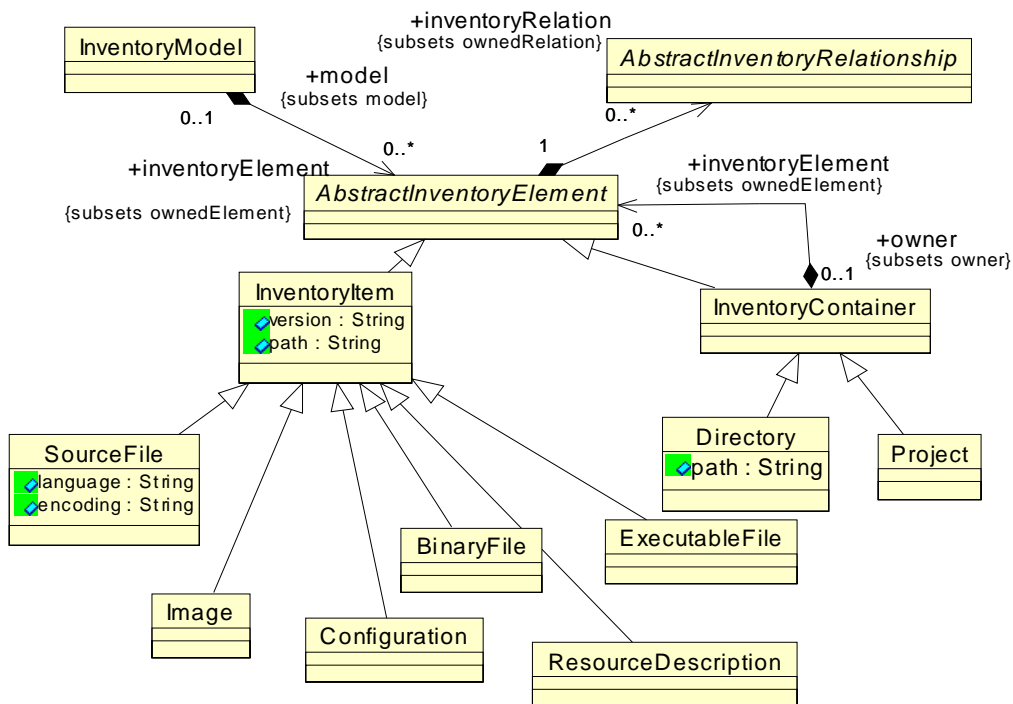 +inventoryRelation
{subsets ownedRelation}
InventoryModel
AbstractInventoryRelationship
+model
{subsets model}
0..1
0..*
0..*
1
+inventoryElement
{subsets ownedElement}
AbstractInventoryElement
+inventoryElement
{subsets ownedElement}
0..*
+owner
{subsets owner}
0..1
InventoryItem
version : String
path : String
InventoryContainer
SourceFile
language : String
encoding : String
Directory
path : String
Project
BinaryFile
ExecutableFile
Image
Configuration
ResourceDescription